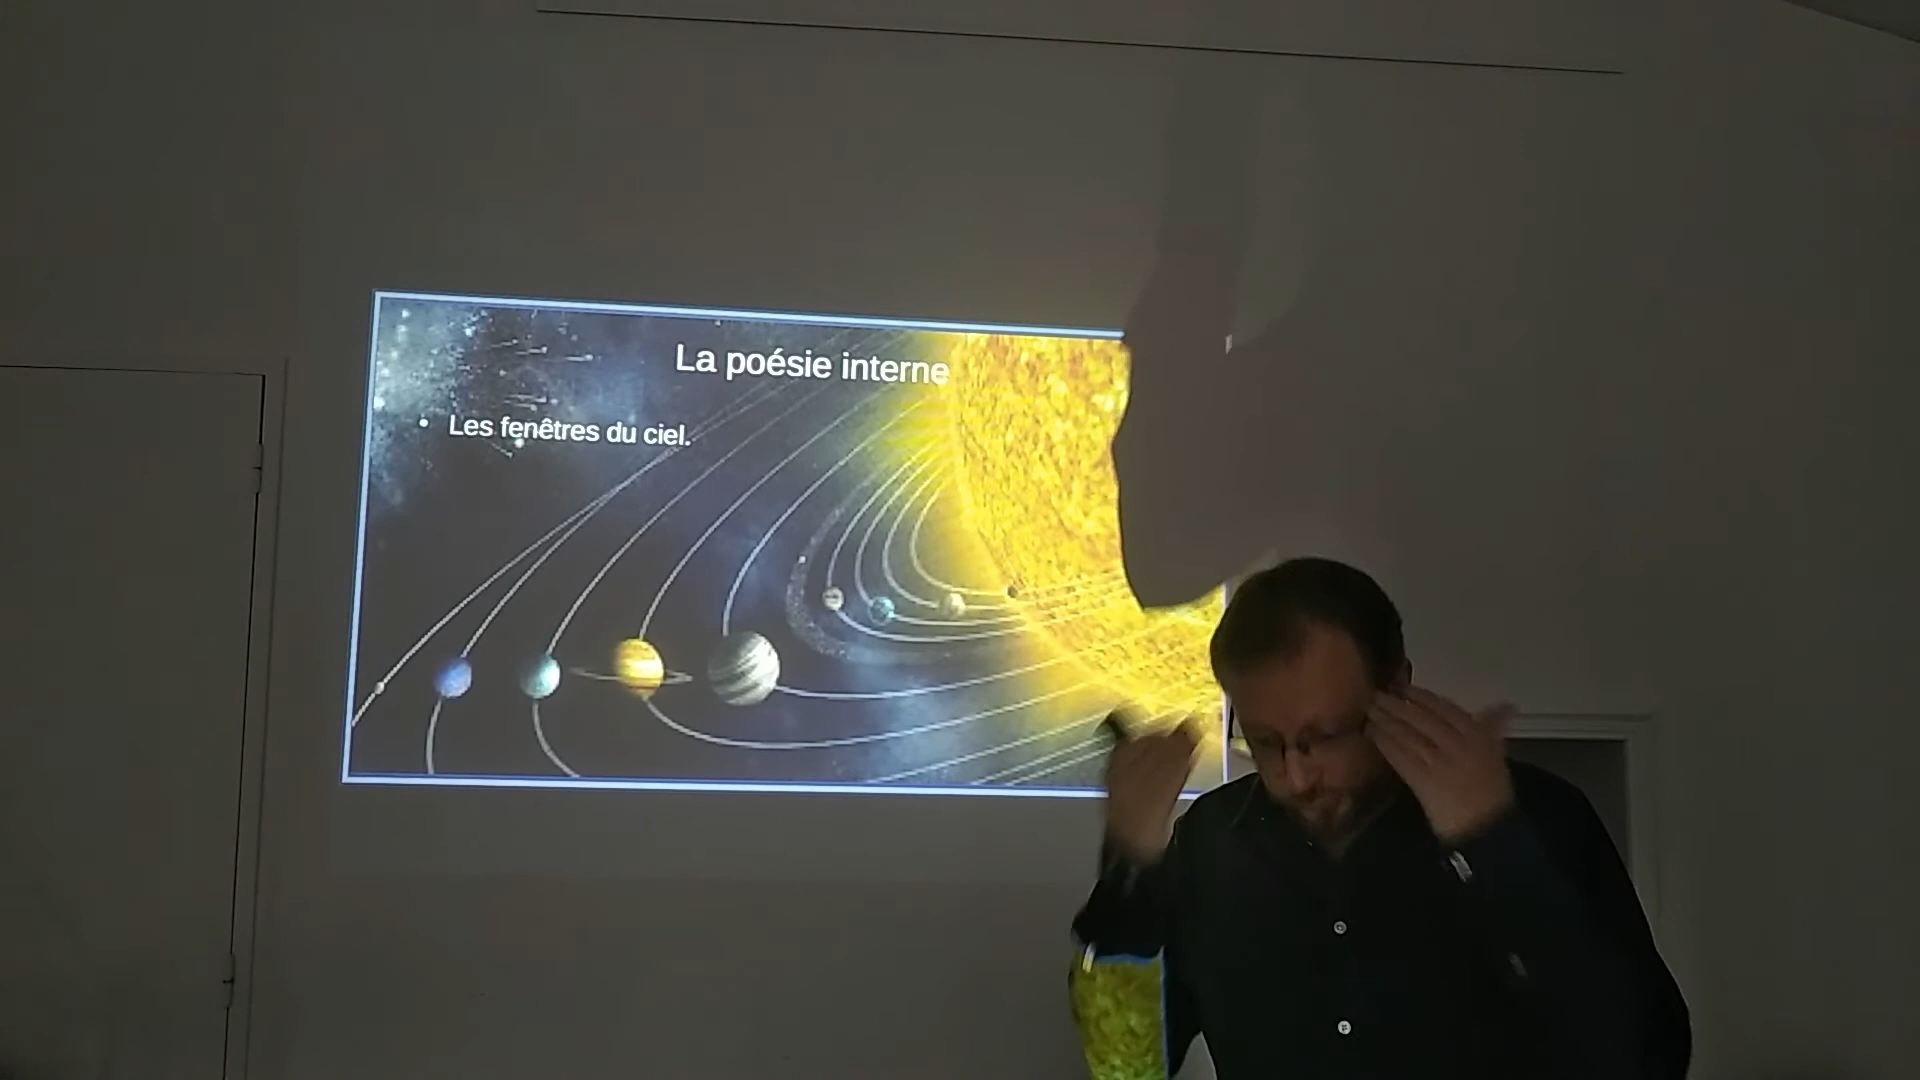 La poésie interne
• Les fenêtres du ciel.